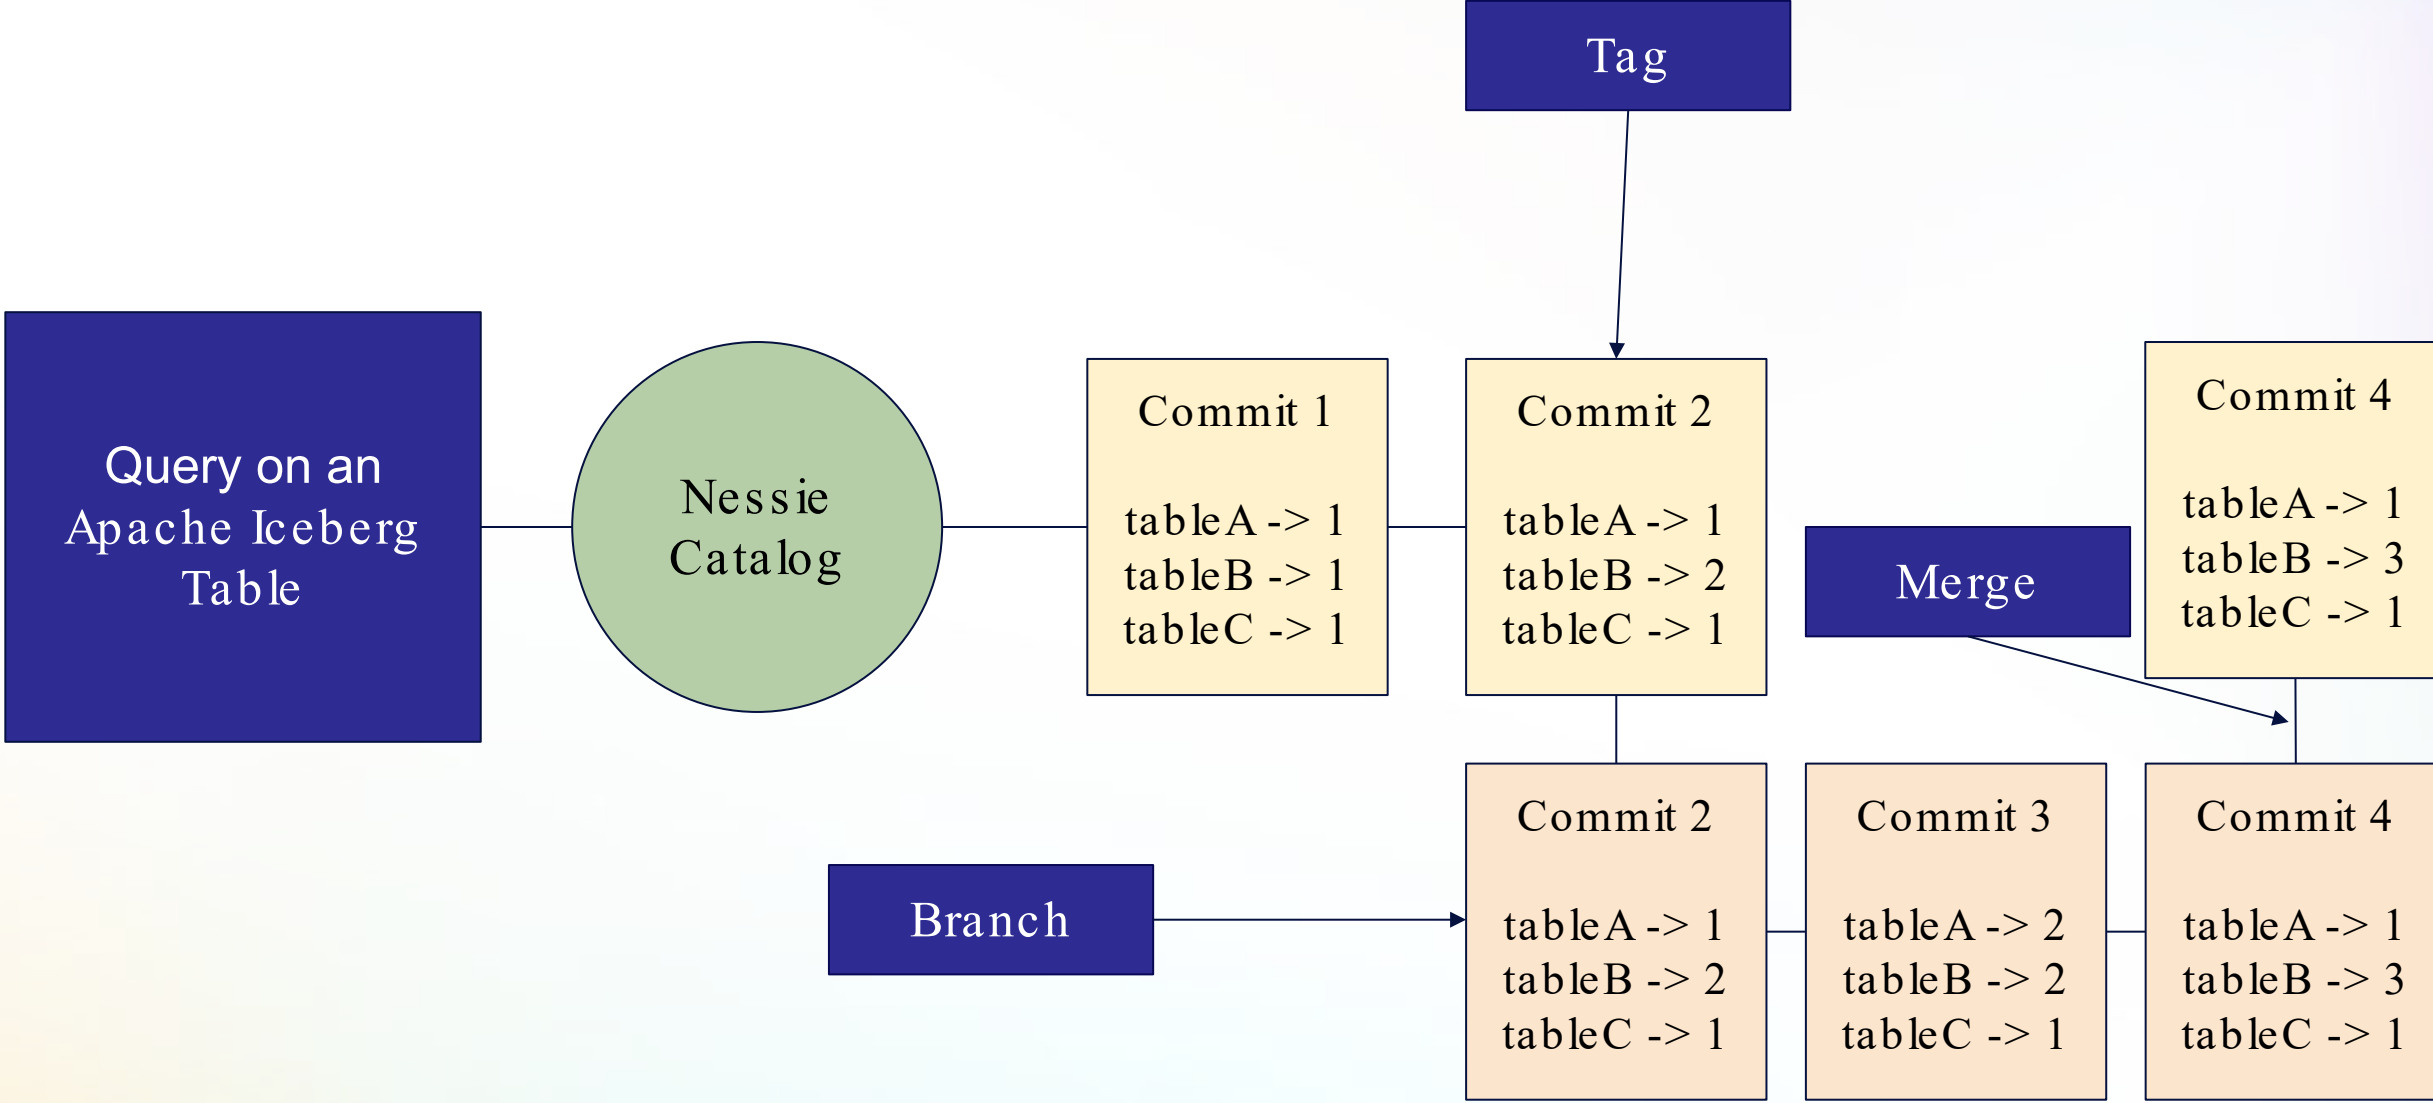 Tag
Query on an
Apache Iceberg
Table
Nessie
Catalog
Commit 1
tableA -> 1
tableB -> 1
tableC -> 1
Commit 2
tableA -> 1
tableB -> 2
tableC -> 1
Merge
Commit 4
tableA -> 1
tableB -> 3
tableC -> 1
Branch
Commit 2
tableA -> 1
tableB -> 2
tableC -> 1
Commit 3
tableA -> 2
tableB -> 2
tableC -> 1
Commit 4
tableA -> 1
tableB -> 3
tableC -> 1